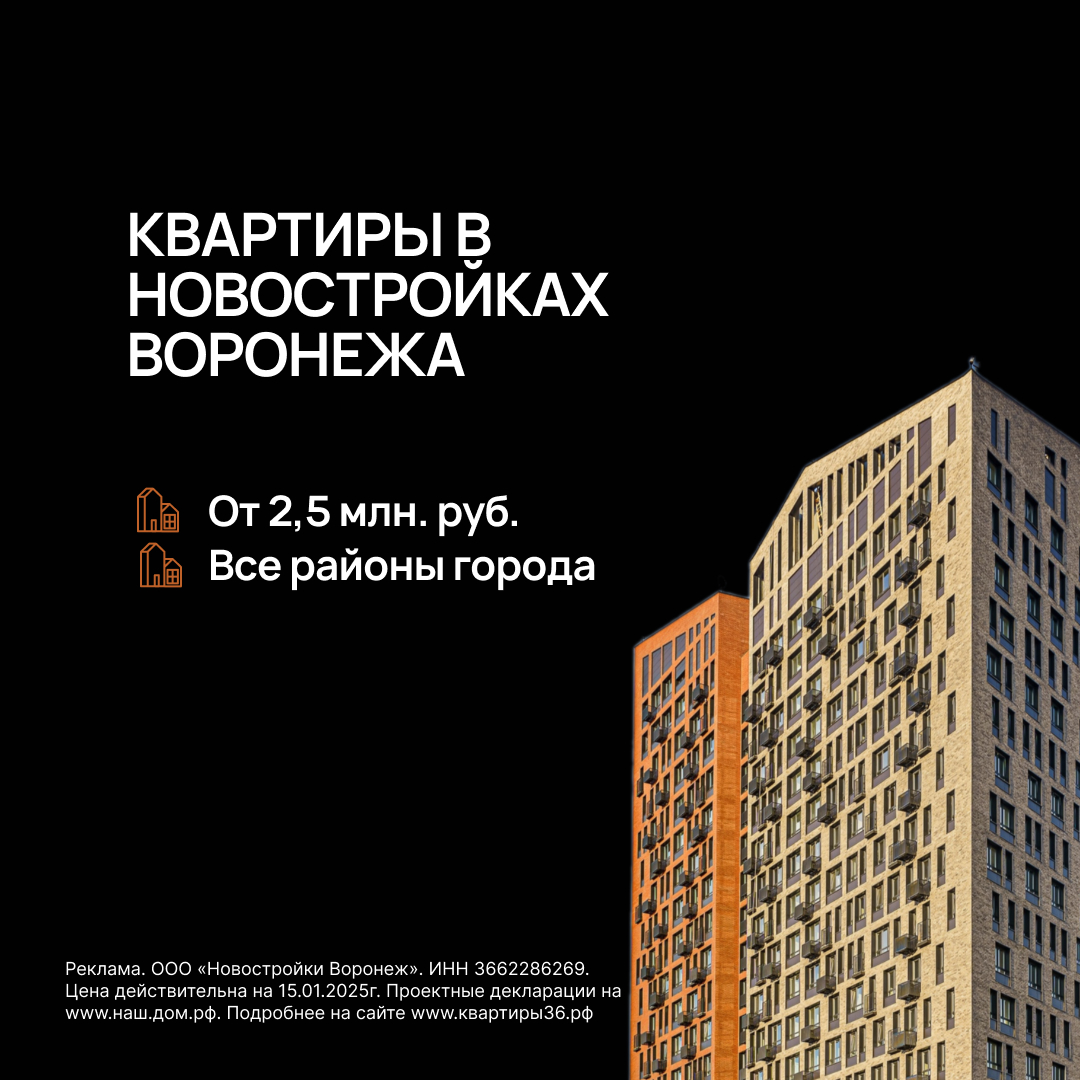 КВАРТИРЫ В
НОВОСТРОЙКАХ
ВОРОНЕЖА
От 2,5 млн. руб.
Все районы города
Реклама. ООО «Новостройки Воронеж». ИНН 3662286269.
Цена действительна на 15.01.2025г. Проектные декларации на
www.наш.дом.рф. Подробнее на сайте www.квартиры36.рф